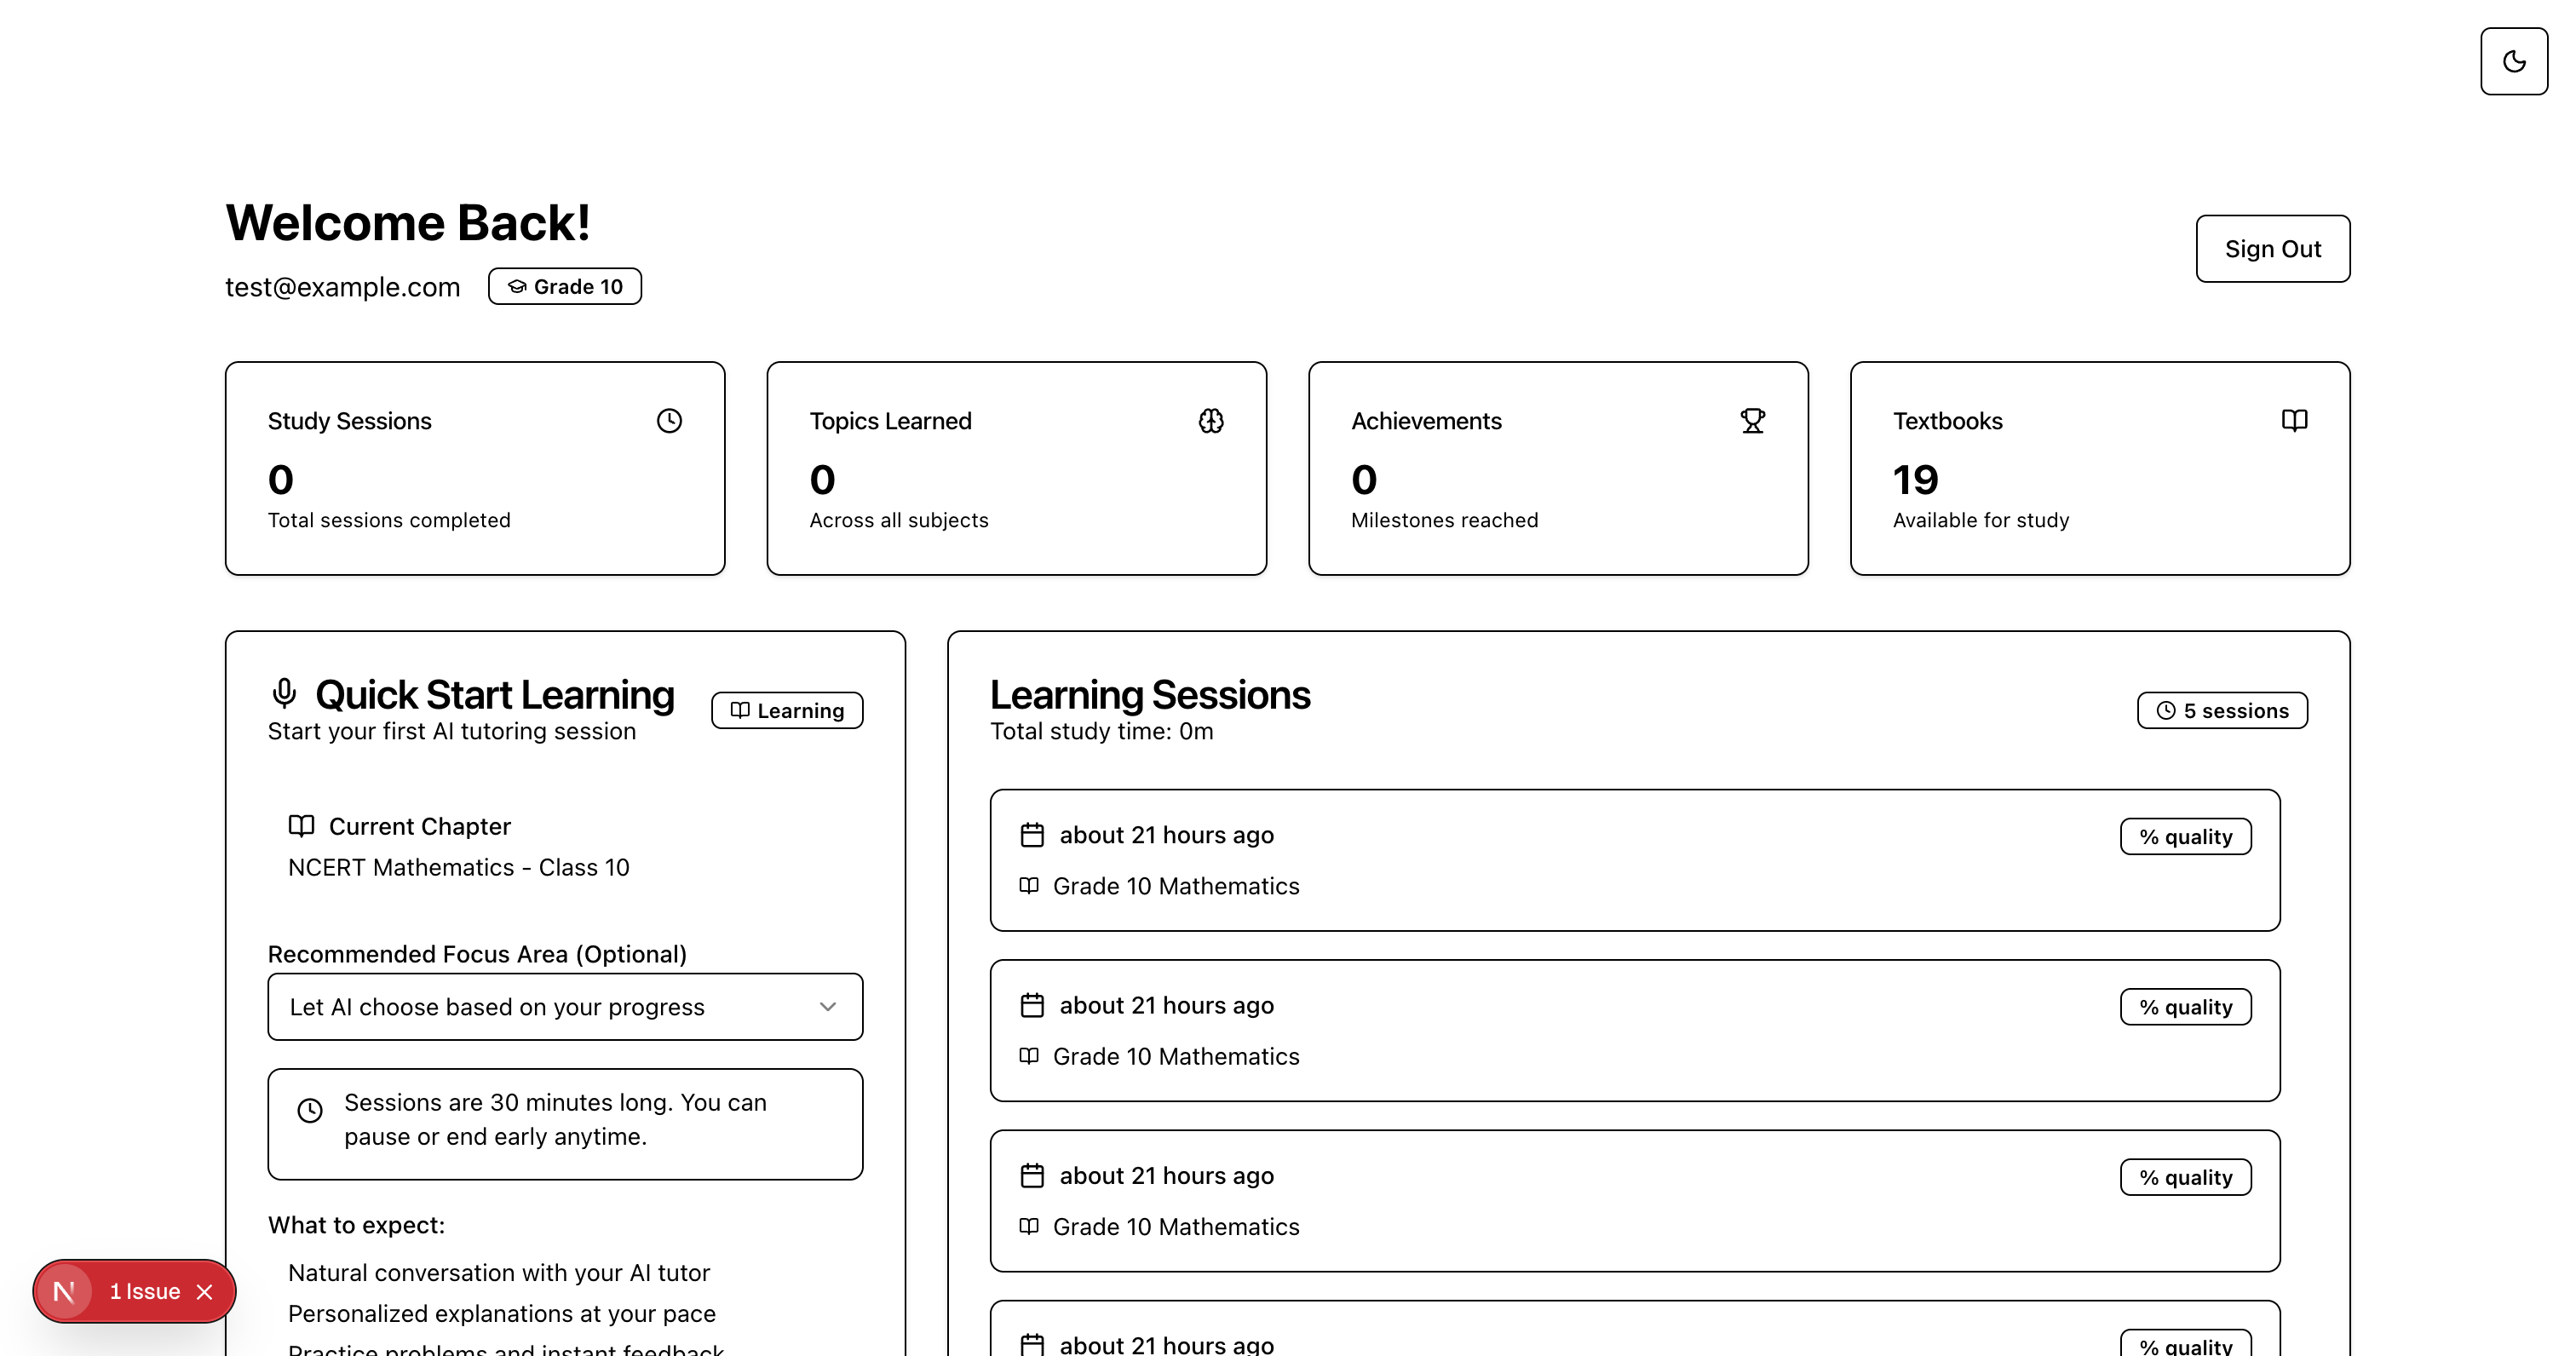 Welcome Back!
test@example.com
Grade 10
Sign Out
Study Sessions
0
Total sessions completed
Topics Learned
0
Across all subjects
Achievements
0
Milestones reached
Textbooks
19
Available for study
Quick Start Learning
Start your first AI tutoring session
Learning
Current Chapter
NCERT Mathematics - Class 10
Recommended Focus Area (Optional)
Let AI choose based on your progress
Sessions are 30 minutes long. You can
pause or end early anytime.
What to expect:
Natural conversation with your AI tutor
Personalized explanations at your pace
Practice problems and instant feedback
Learning Sessions
Total study time: 0m
5 sessions
about 21 hours ago
% quality
Grade 10 Mathematics
about 21 hours ago
% quality
Grade 10 Mathematics
about 21 hours ago
% quality
Grade 10 Mathematics
about 21 hours ago
% quality
N
1 Issue